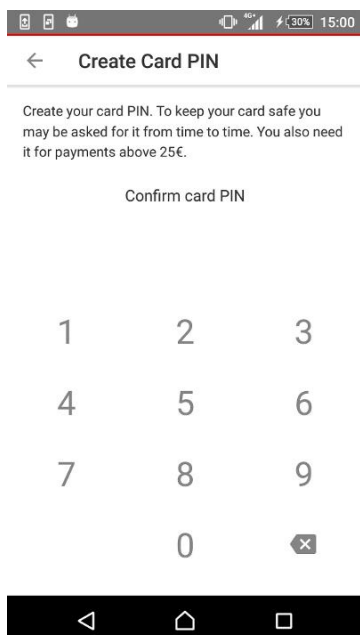 4G+ 30% 15:00
Create Card PIN
Create your card PIN. To keep your card safe you
may be asked for it from time to time. You also need
it for payments above 25€.
Confirm card PIN
1 2 3
4 5 6
7 8 9
0